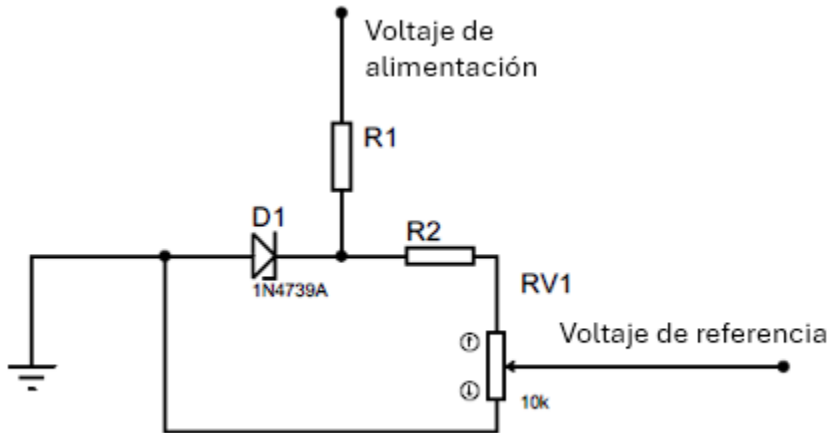 Voltaje de
alimentación
R1
D1
R2
1N4739A
RV1
Voltaje de referencia
10k